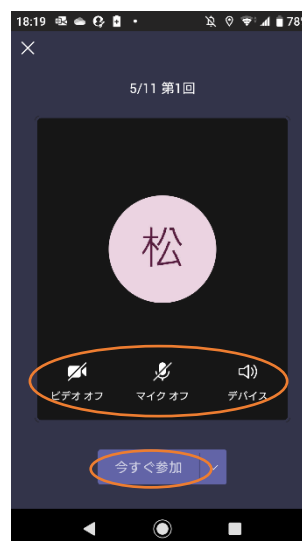 18:19 78%
5/11 第1回
松
ビデオ オフ マイク オフ デバイス
今すぐ参加